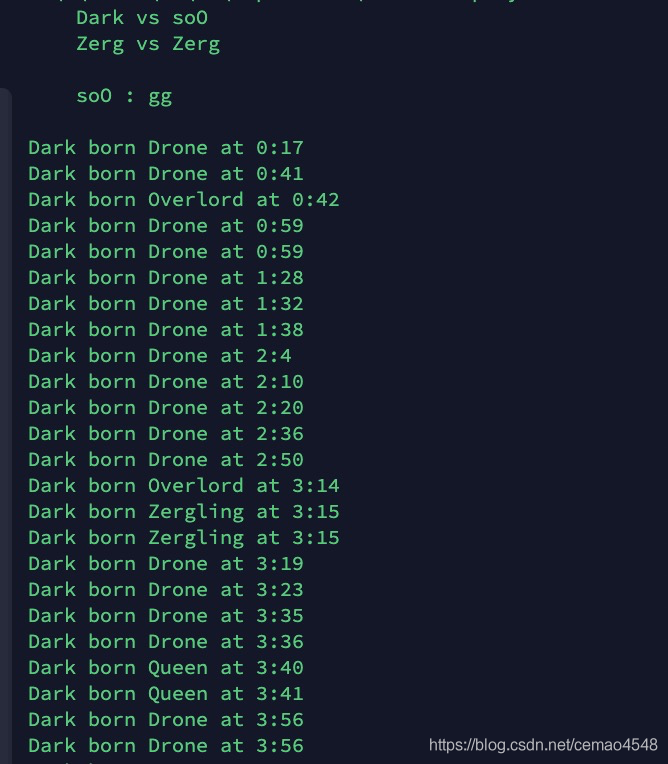 Dark vs soO
Zerg vs Zerg
soO : gg
Dark born Drone at 0:17
Dark born Drone at 0:41
Dark born Overlord at 0:42
Dark born Drone at 0:59
Dark born Drone at 0:59
Dark born Drone at 1:28
Dark born Drone at 1:32
Dark born Drone at 1:38
Dark born Drone at 2:4
Dark born Drone at 2:10
Dark born Drone at 2:20
Dark born Drone at 2:36
Dark born Drone at 2:50
Dark born Overlord at 3:14
Dark born Zergling at 3:15
Dark born Zergling at 3:15
Dark born Drone at 3:19
Dark born Drone at 3:23
Dark born Drone at 3:35
Dark born Drone at 3:36
Dark born Queen at 3:40
Dark born Queen at 3:41
Dark born Drone at 3:56
Dark born Drone at 3:56
https://blog.csdn.net/cemao4548